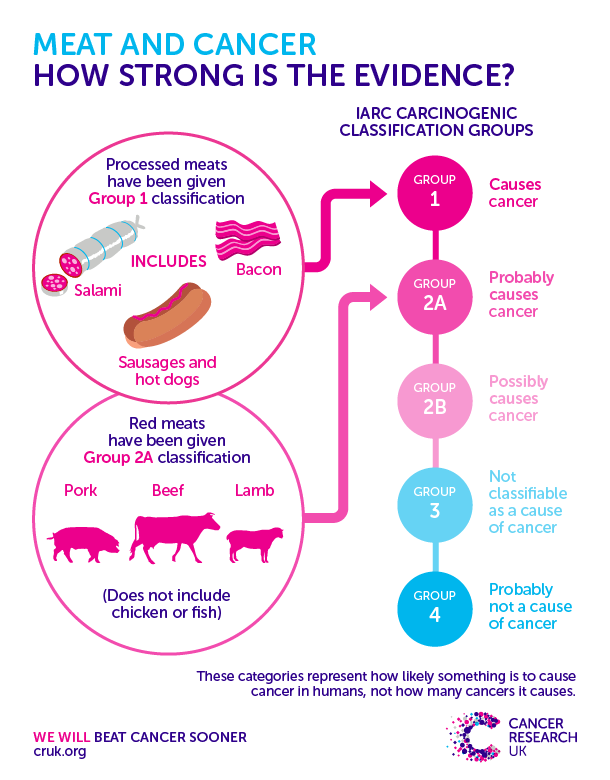 MEAT AND CANCER
HOW STRONG IS THE EVIDENCE?
IARC CARCINOGENIC
CLASSIFICATION GROUPS
Processed meats
have been given
Group 1 classification
INCLUDES
Salami
Bacon
Sausages and
hot dogs
Red meats
have been given
Group 2A classification
Pork
Beef
Lamb
(Does not include
chicken or fish)
GROUP
1
Causes
cancer
GROUP
2A
Probably
causes
cancer
GROUP
2B
Possibly
causes
cancer
GROUP
3
Not
classifiable
as a cause
of cancer
GROUP
4
Probably
not a cause
of cancer
These categories represent how likely something is to cause
cancer in humans, not how many cancers it causes.
WE WILL BEAT CANCER SOONER
cruk.org
CANCER
RESEARCH
UK